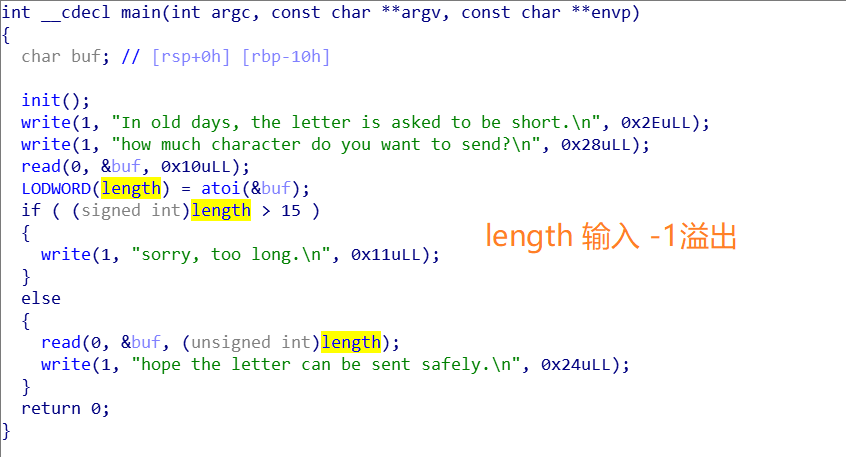 int __cdecl main(int argc, const char **argv, const char **envp)
{
  char buf; // [rsp+0h] [rbp-10h]

  init();
  write(1, "In old days, the letter is asked to be short.\n", 0x2EuLL);
  write(1, "how much character do you want to send?\n", 0x28uLL);
  read(0, &buf, 0x10uLL);
  LODWORD(length) = atoi(&buf);
  if ( (signed int)length > 15 )
  {
length 输入 -1溢出
    write(1, "sorry, too long.\n", 0x11uLL);
  }
  else
  {
    read(0, &buf, (unsigned int)length);
    write(1, "hope the letter can be sent safely.\n", 0x24uLL);
  }
  return 0;
}